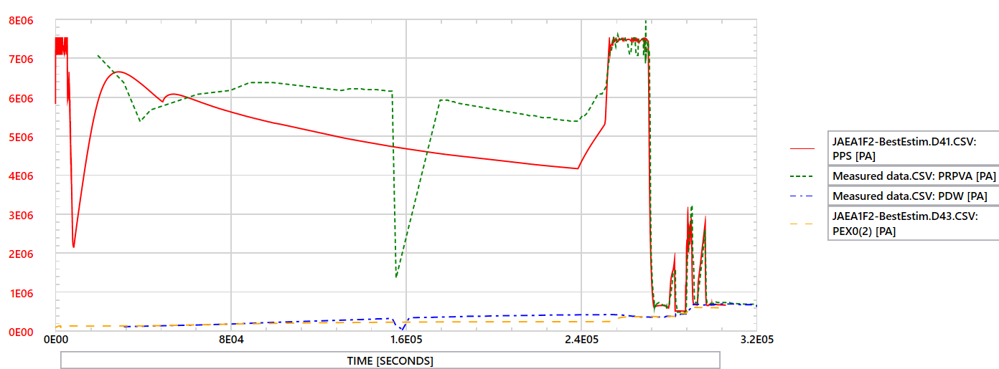 8E06
7E06
6E06
5E06
4E06
3E06
2E06
1E06
0E00
0E00 8E04 1.6E05 2.4E05 3.2E05
TIME [SECONDS]
JAEA1F2-BestEstim.D41.CSV:
PPS [PA]
Measured data.CSV: PRPVA [PA]
Measured data.CSV: PDW [PA]
JAEA1F2-BestEstim.D43.CSV:
PEX0(2) [PA]